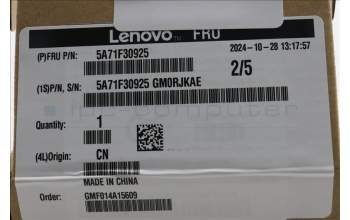 Lenovo™ FRU
(P)FRU P/N: 5A71F30925
2024-10-28 13:17:57
2/5
(1S)P/N, S/N: 5A71F30925 GM0RJKAE
Quantity: 1
(4L)Origin: CN
MADE IN CHINA
Order: GMF014A15609